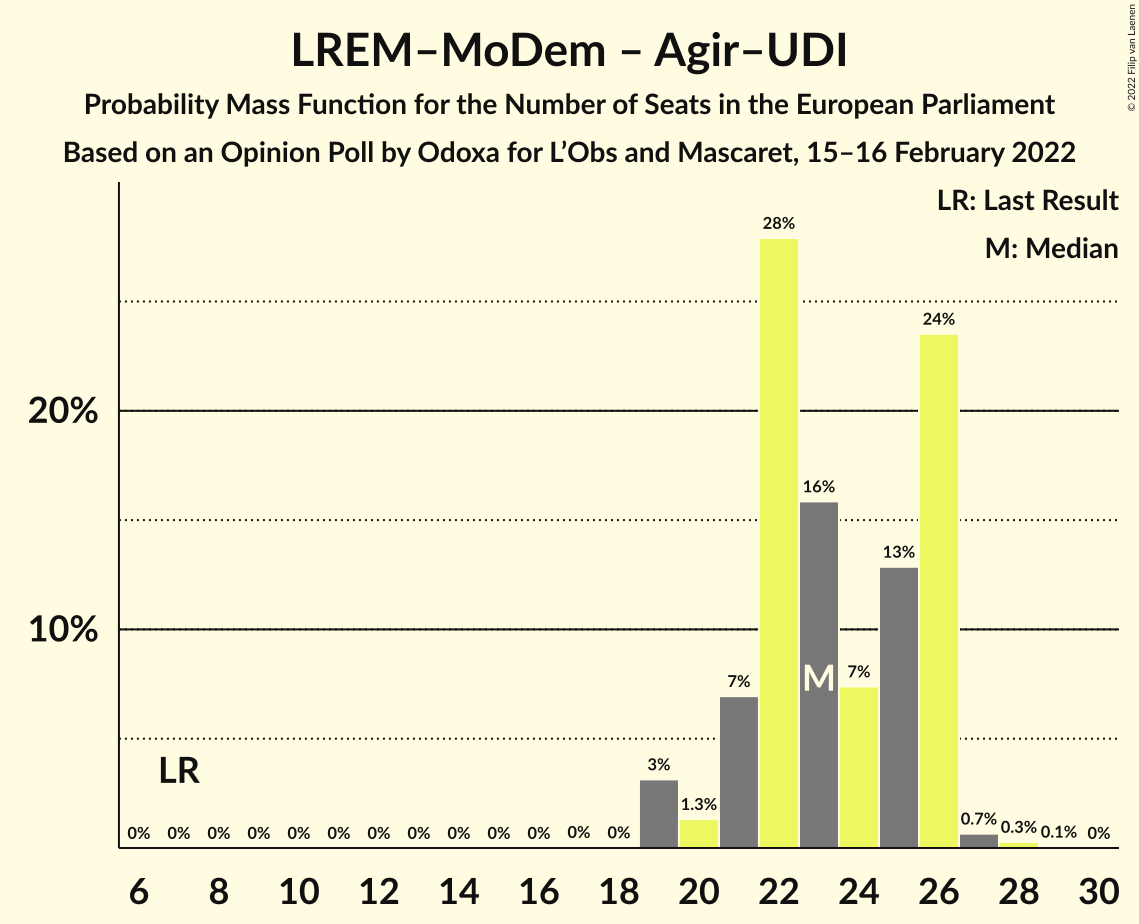 LREM–MoDem – Agir–UDI
Probability Mass Function for the Number of Seats in the European Parliament
Based on an Opinion Poll by Odoxa for L’Obs and Mascaret, 15–16 February 2022
© 2022 Filip van Laenen
LR: Last Result
M: Median
28%
24%
20%
16%
13%
10%
7%
M
7%
LR
3%
1.3%
0% 0% 0% 0% 0% 0% 0% 0% 0% 0% 0% 0% 0% 0.7% 0.3% 0.1% 0%
6 8 10 12 14 16 18 20 22 24 26 28 30